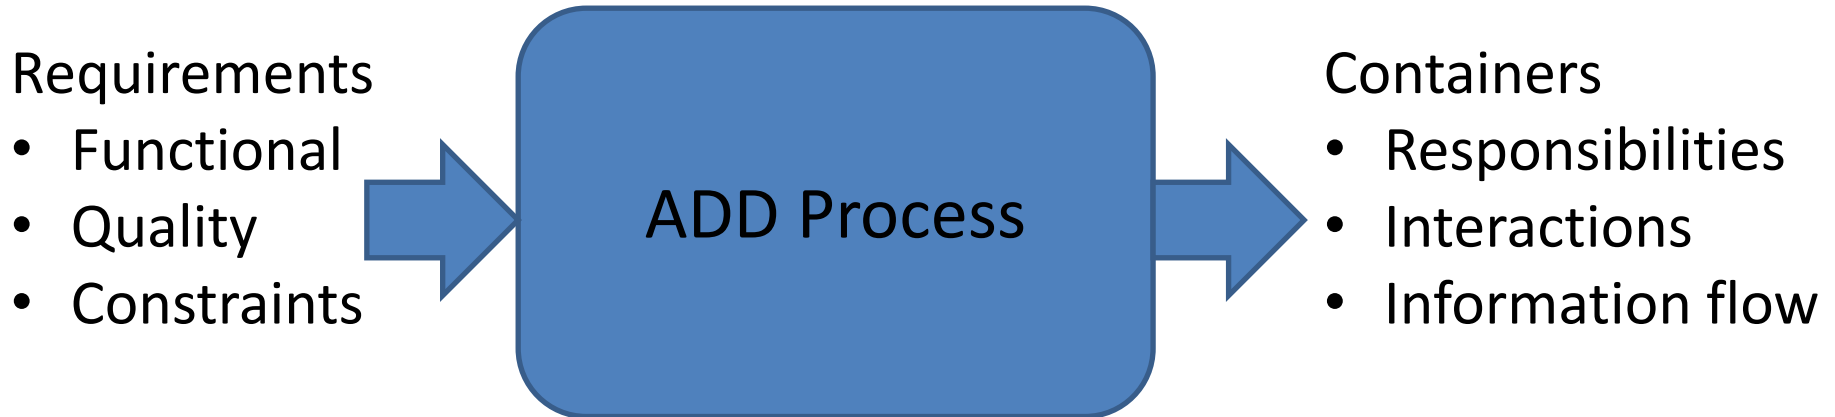 Requirements
• Functional
• Quality
• Constraints
ADD Process
Containers
• Responsibilities
• Interactions
• Information flow